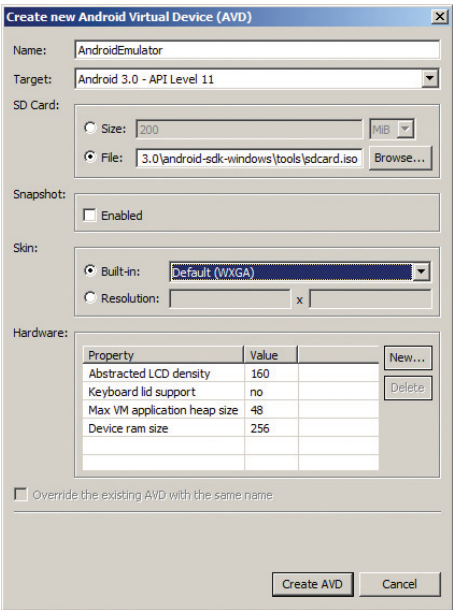 Create new Android Virtual Device (AVD)
Name: AndroidEmulator
Target: Android 3.0 - API Level 11
SD Card:
Size: 200 MiB
File: 3.0\android-sdk-windows\tools\sdcard.iso Browse...
Snapshot:
Enabled
Skin:
Built-in: Default (WXGA)
Resolution: x
Hardware:
Property Value New...
Abstracted LCD density 160
Keyboard lid support no Delete
Max VM application heap size 48
Device ram size 256
Override the existing AVD with the same name
Create AVD Cancel